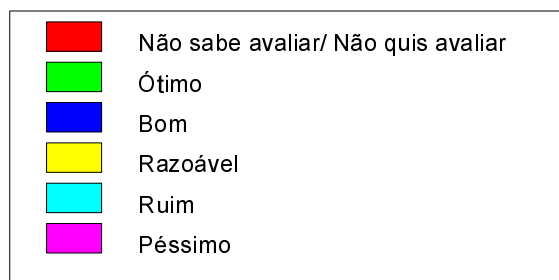 Não sabe avaliar/ Não quis avaliar
Ótimo
Bom
Razoável
Ruim
Péssimo